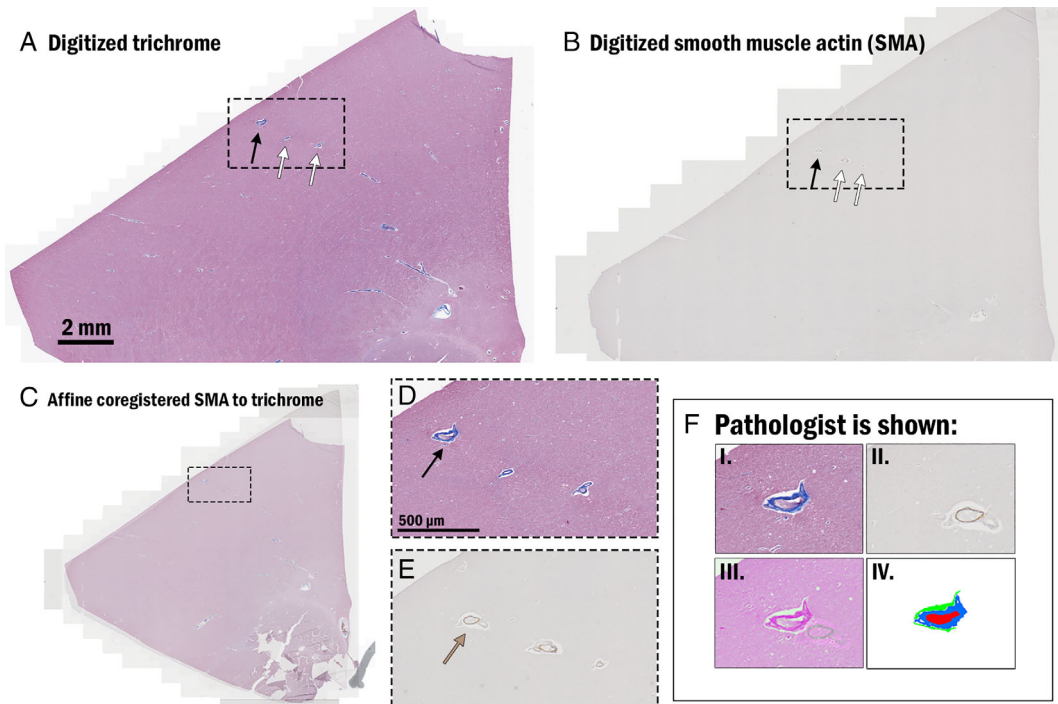 A Digitized trichrome
B Digitized smooth muscle actin (SMA)
2 mm
C Affine coregistered SMA to trichrome
D
500 µm
E
F Pathologist is shown:
I.
II.
III.
IV.